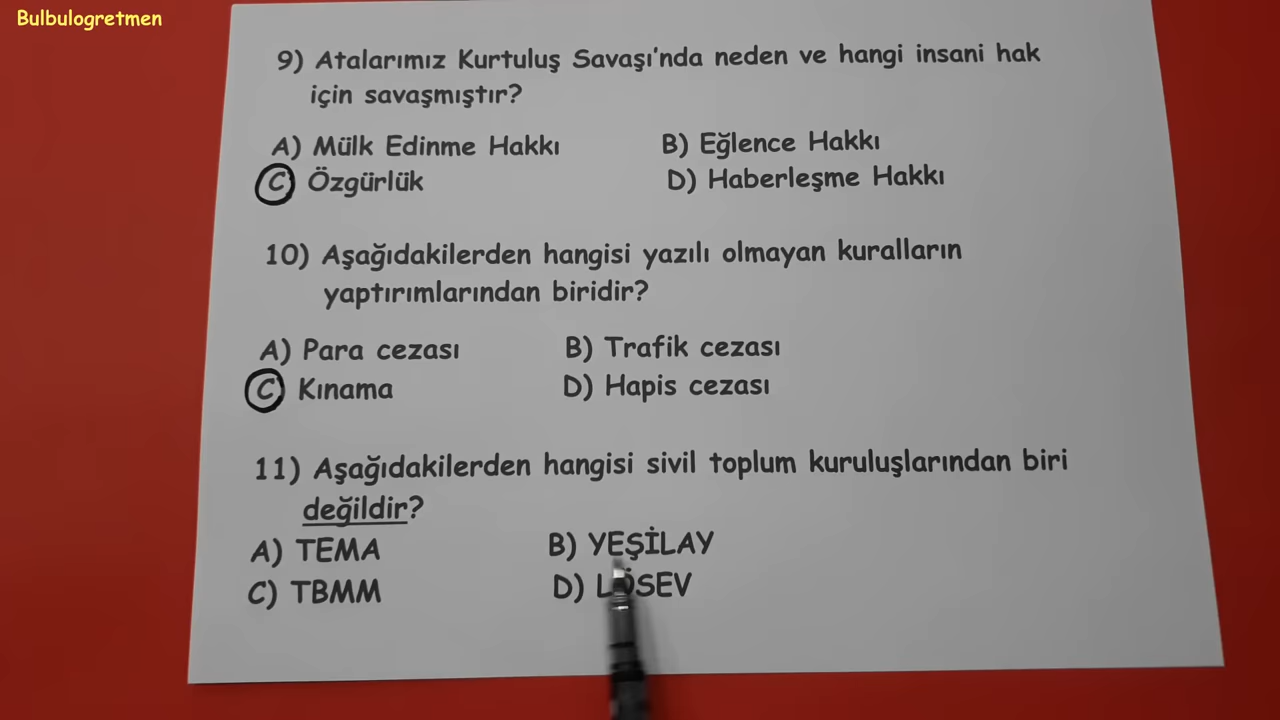 Bulbulogretmen
9) Atalarımız Kurtuluş Savaşı'nda neden ve hangi insani hak
için savaşmıştır?
A) Mülk Edinme Hakkı B) Eğlence Hakkı
C) Özgürlük D) Haberleşme Hakkı
10) Aşağıdakilerden hangisi yazılı olmayan kuralların
yaptırımlarından biridir?
A) Para cezası B) Trafik cezası
C) Kınama D) Hapis cezası
11) Aşağıdakilerden hangisi sivil toplum kuruluşlarından biri
değildir?
A) TEMA B) YEŞİLAY
C) TBMM D) LÖSEV